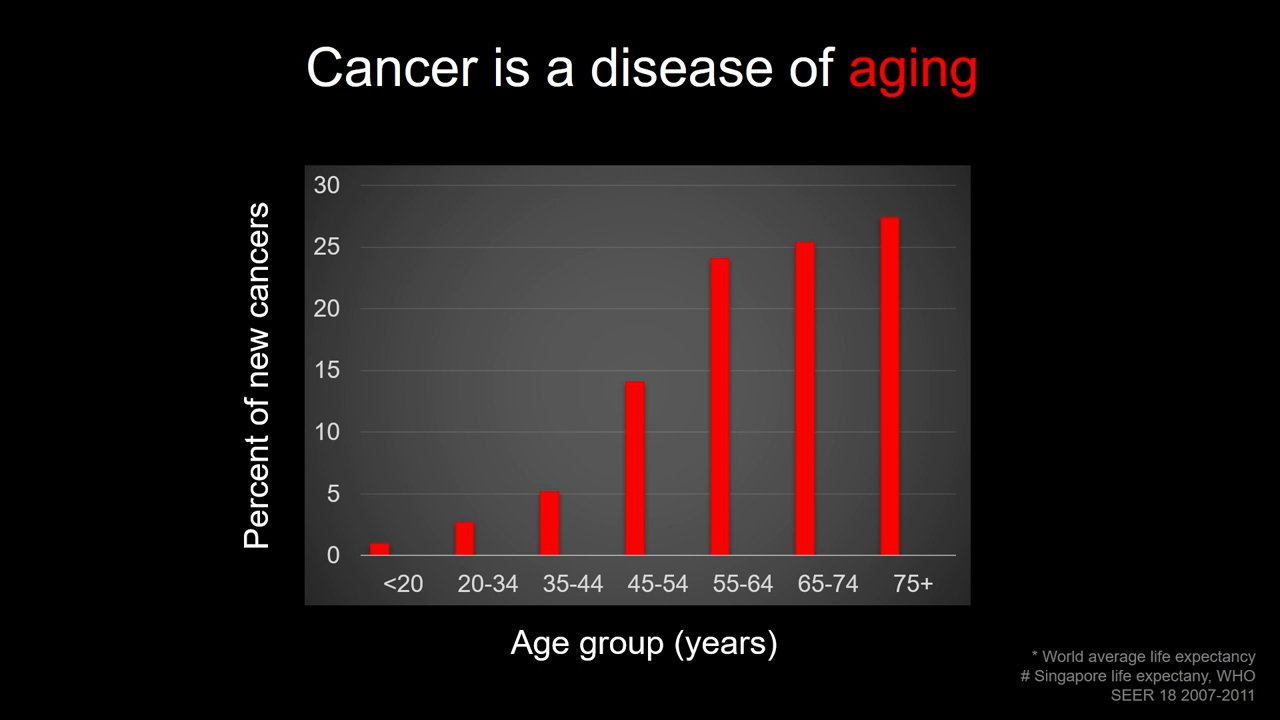 Cancer is a disease of aging
30
25
20
15
10
5
0
Percent of new cancers
<20 20-34 35-44 45-54 55-64 65-74 75+
Age group (years)
* World average life expectancy
# Singapore life expectany, WHO
SEER 18 2007-2011